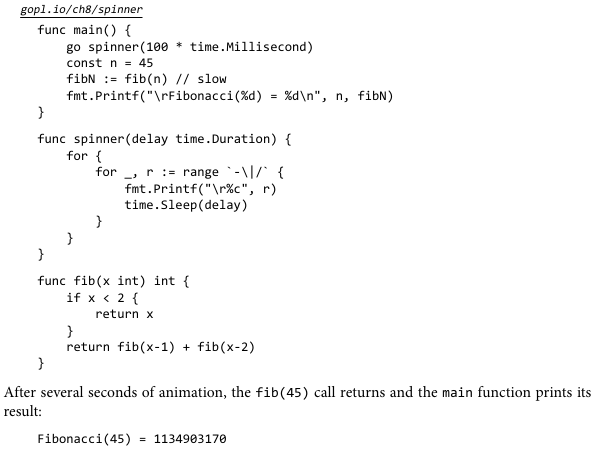 gopl.io/ch8/spinner
func main() {
    go spinner(100 * time.Millisecond)
    const n = 45
    fibN := fib(n) // slow
    fmt.Printf("\rFibonacci(%d) = %d\n", n, fibN)
}
func spinner(delay time.Duration) {
    for {
        for _, r := range `-\|/` {
            fmt.Printf("\r%c", r)
            time.Sleep(delay)
        }
    }
}
func fib(x int) int {
    if x < 2 {
        return x
    }
    return fib(x-1) + fib(x-2)
}
After several seconds of animation, the fib(45) call returns and the main function prints its
result:
Fibonacci(45) = 1134903170